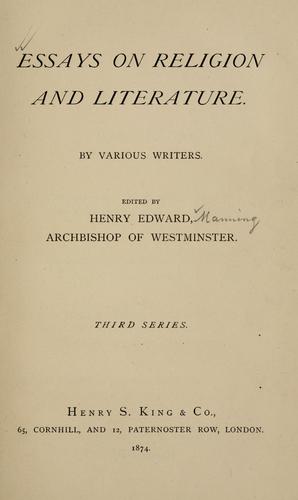 ESSAYS ON RELIGION
AND LITERATURE.
BY VARIOUS WRITERS.
EDITED BY
HENRY EDWARD, Manning
ARCHBISHOP OF WESTMINSTER.
THIRD SERIES.
HENRY S. KING & CO.,
65, CORNHILL, AND 12, PATERNOSTER ROW, LONDON.
1874.